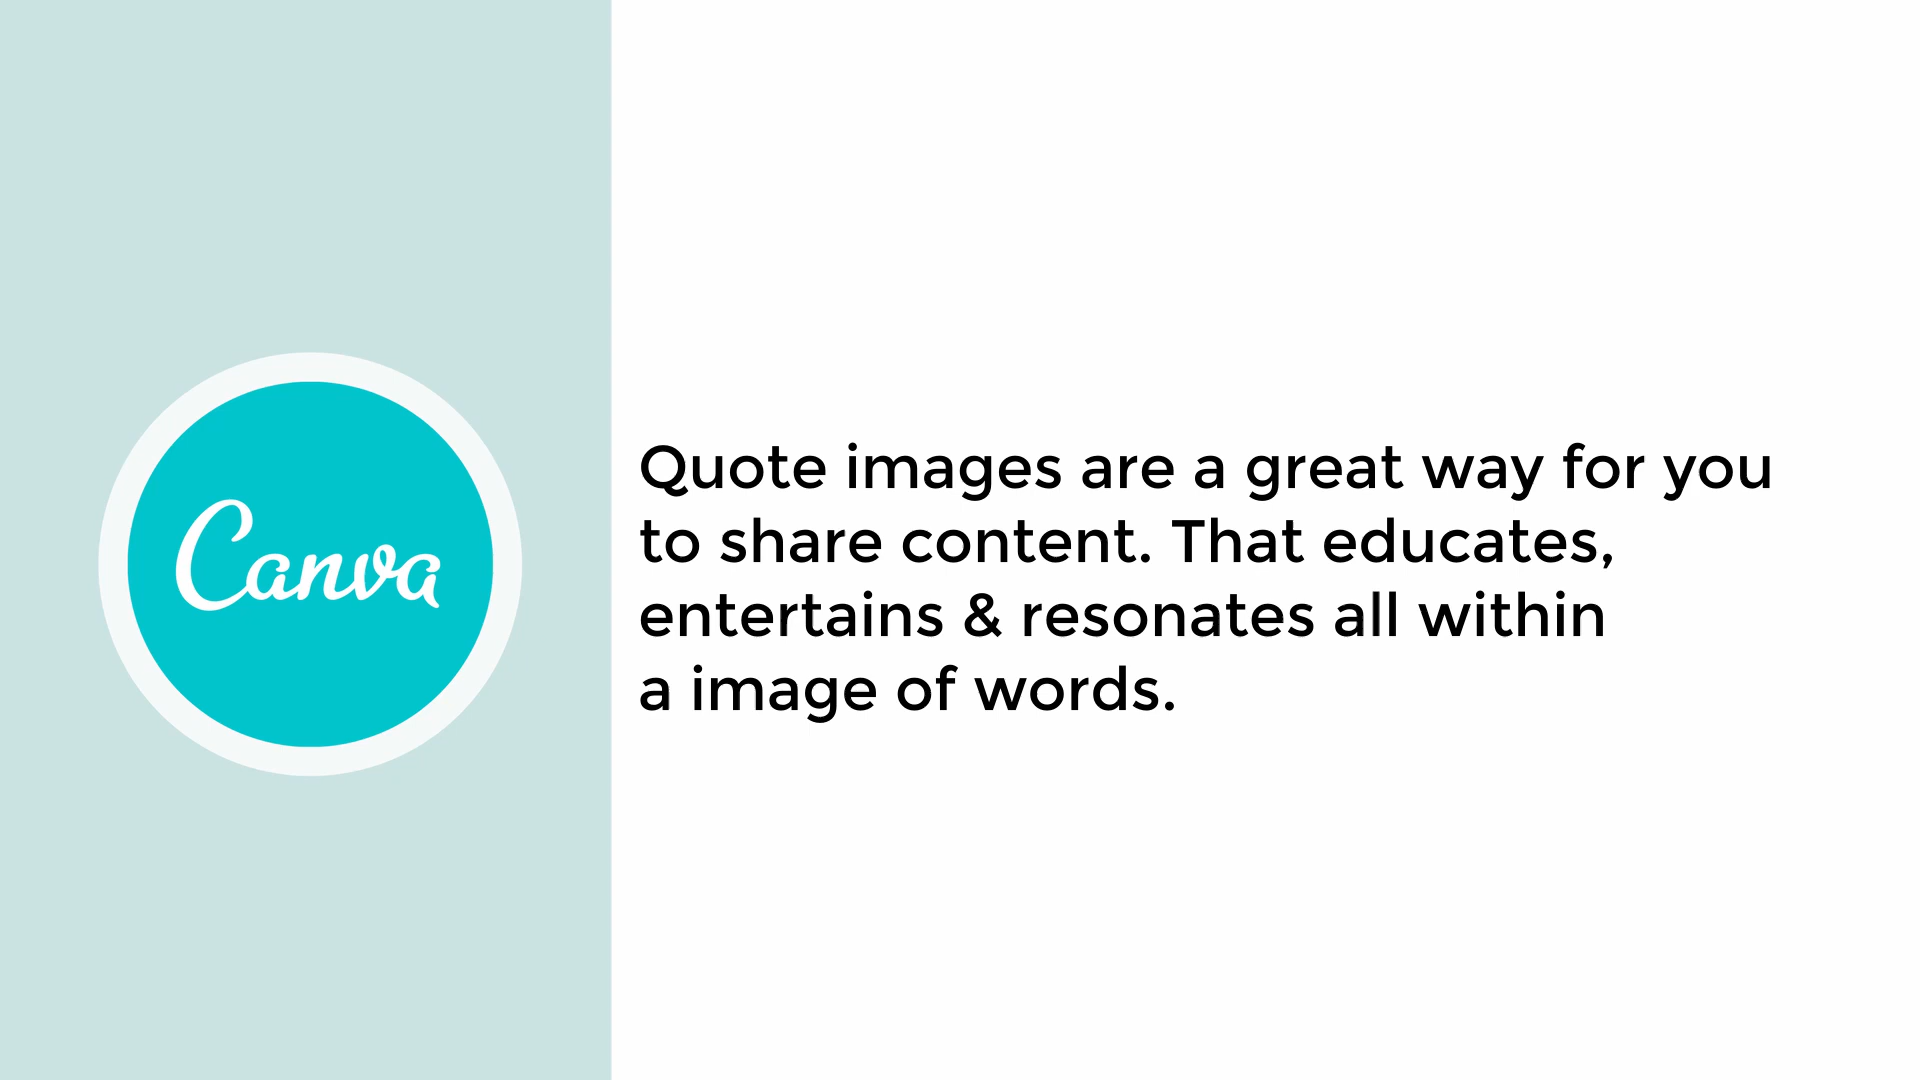 Canva
Quote images are a great way for you
to share content. That educates,
entertains & resonates all within
a image of words.